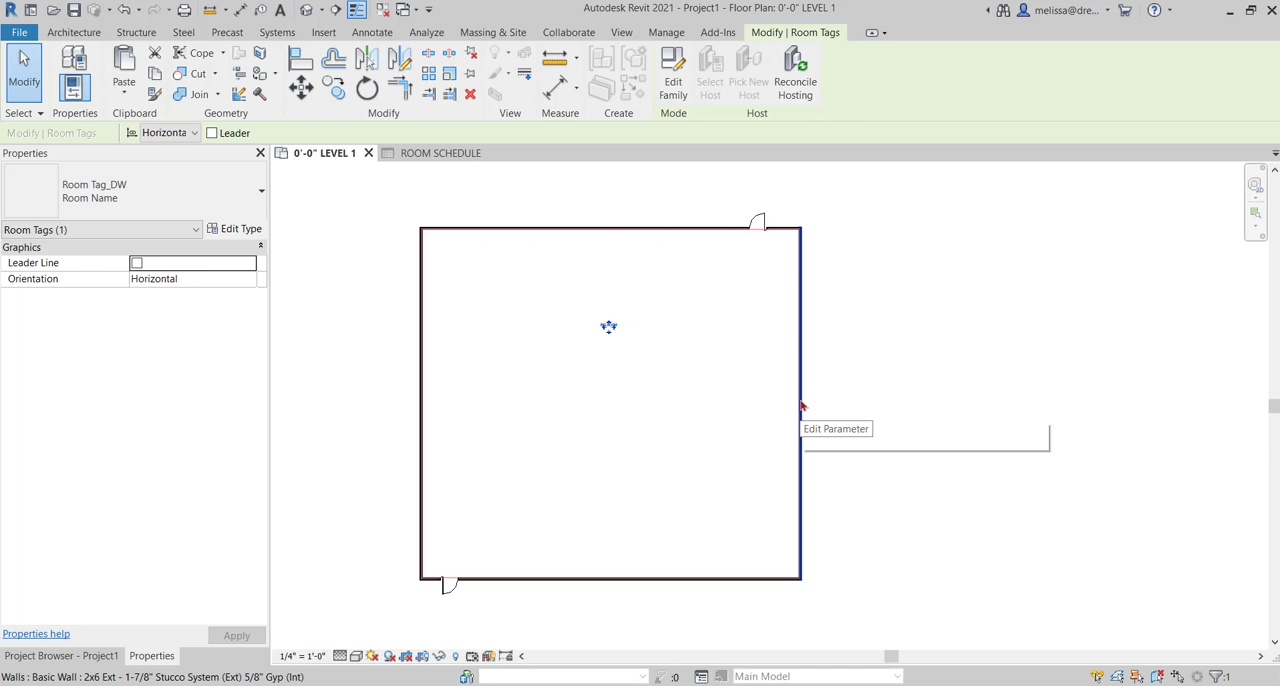 Autodesk Revit 2021 - Project1 - Floor Plan: 0'-0" LEVEL 1
melissa@dre...
File Architecture Structure Steel Precast Systems Insert Annotate Analyze Massing & Site Collaborate View Manage Add-Ins Modify | Room Tags
Modify
Paste
Cope
Cut
Join
Edit Family
Select Host
Pick New Host
Reconcile Hosting
Select Properties Clipboard Geometry Modify View Measure Create Mode Host
Modify | Room Tags Horizonta Leader
Properties
0'-0" LEVEL 1 ROOM SCHEDULE
Room Tag_DW
Room Name
Room Tags (1) Edit Type
Graphics
Leader Line
Orientation Horizontal
Edit Parameter
Properties help Apply
Project Browser - Project1 Properties
1/4" = 1'-0"
Walls : Basic Wall : 2x6 Ext - 1-7/8" Stucco System (Ext) 5/8" Gyp (Int)
:0
Main Model
:1